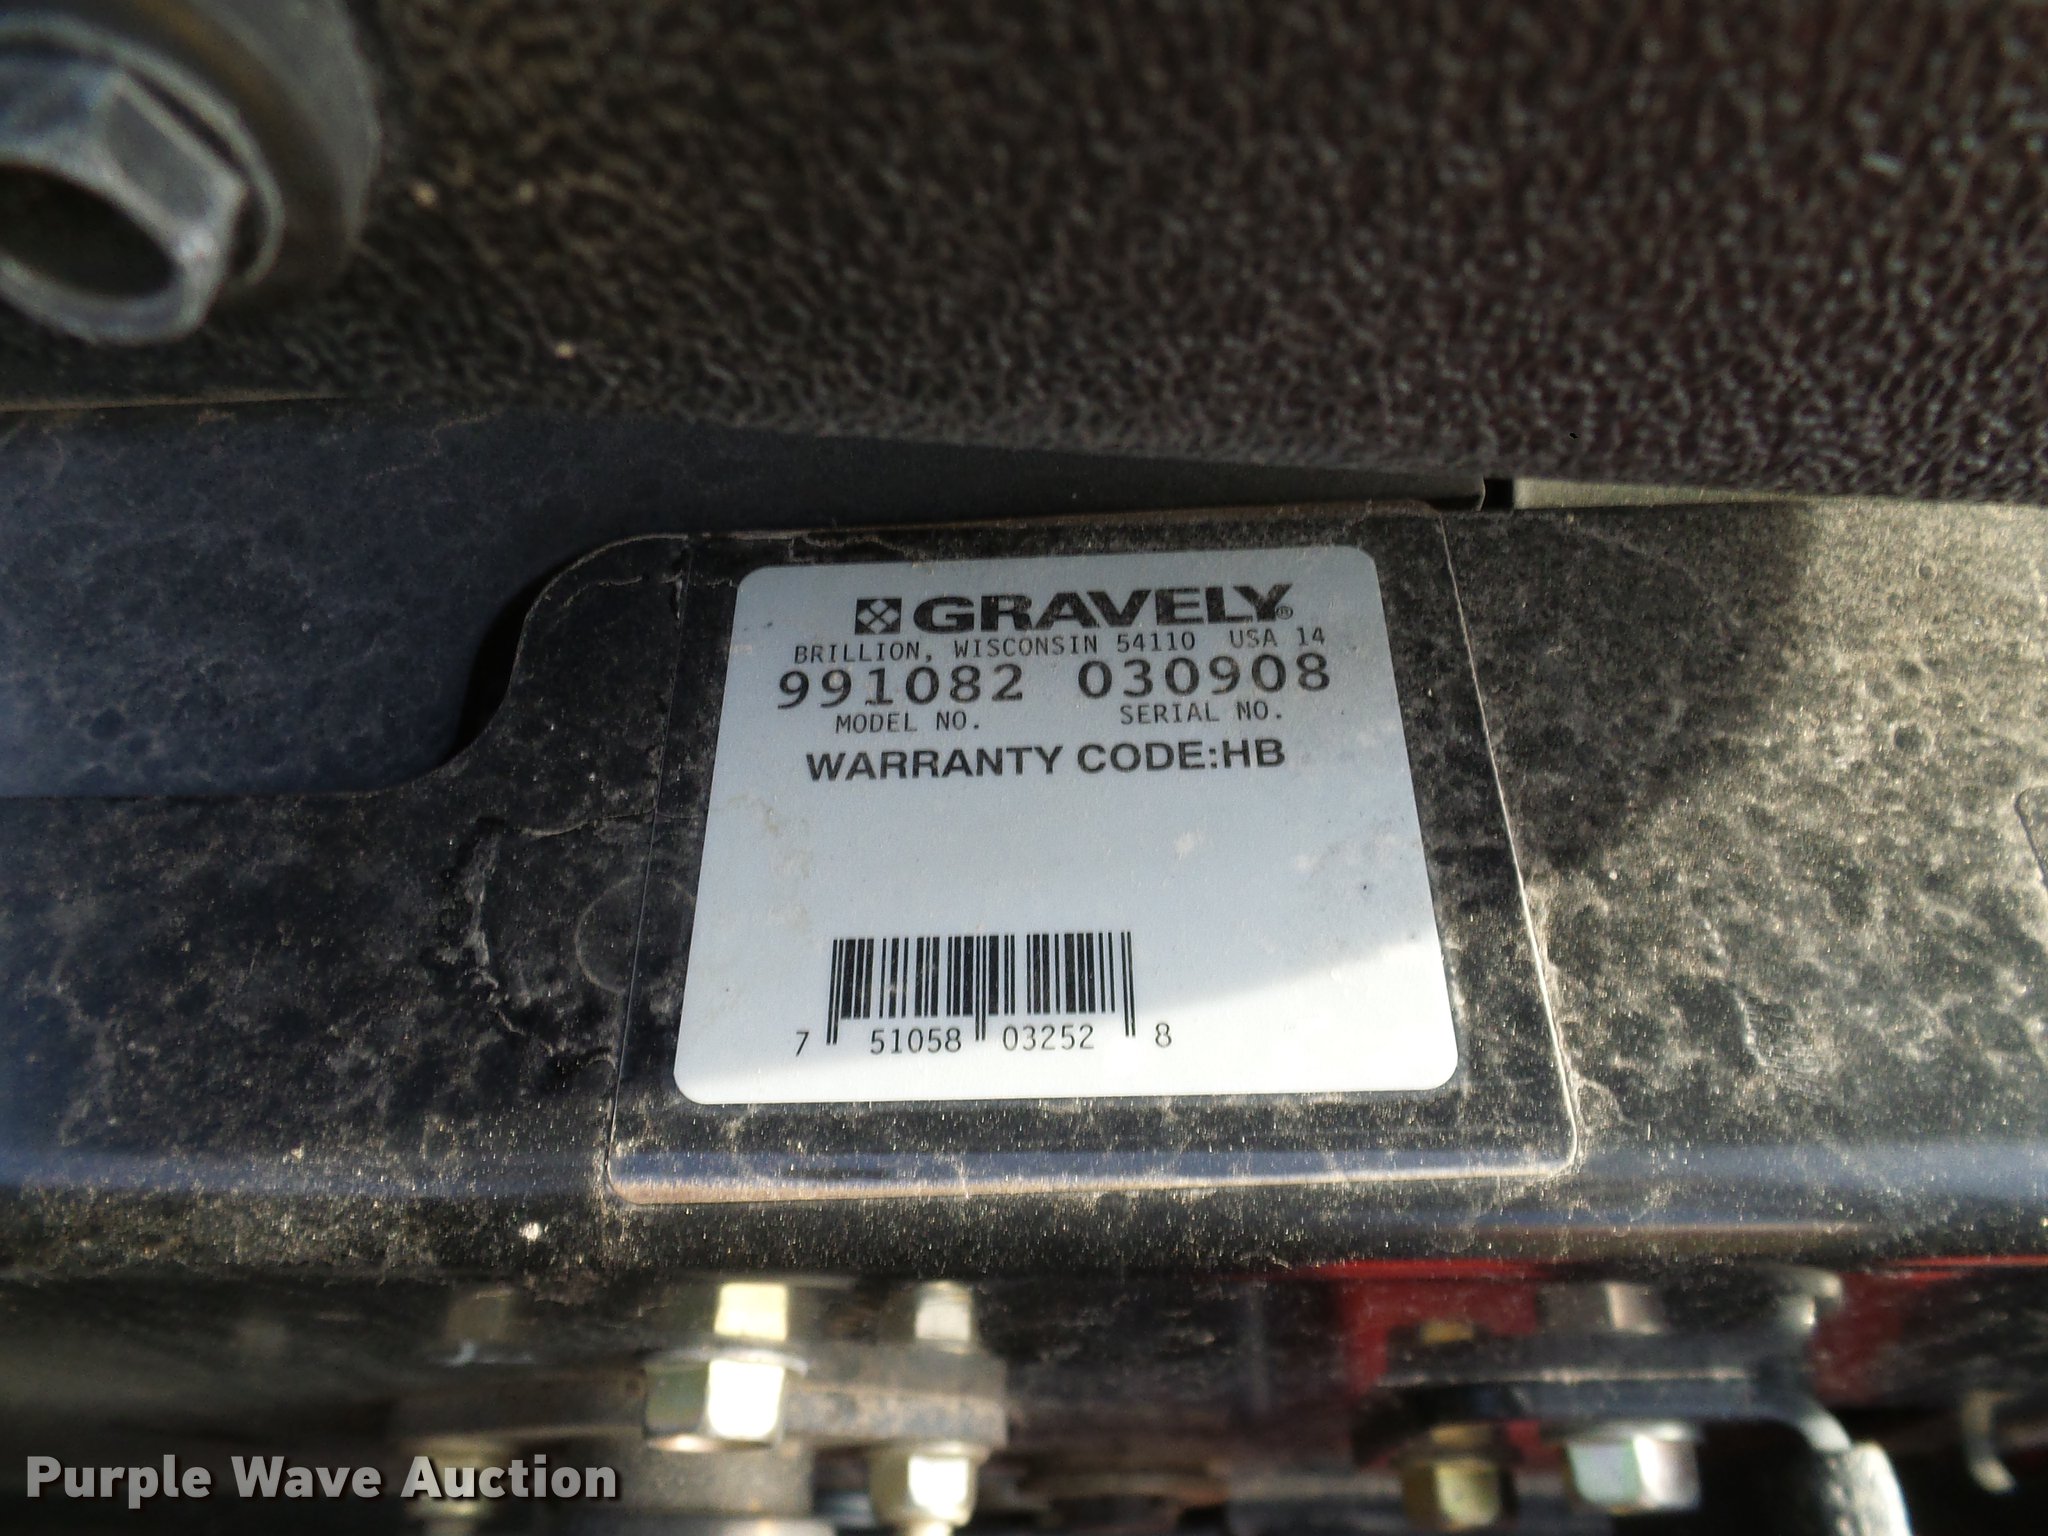 GRAVELY®
BRILLION, WISCONSIN 54110 USA 14
991082 030908
MODEL NO. SERIAL NO.
WARRANTY CODE:HB
7 51058 03252 8
Purple Wave Auction